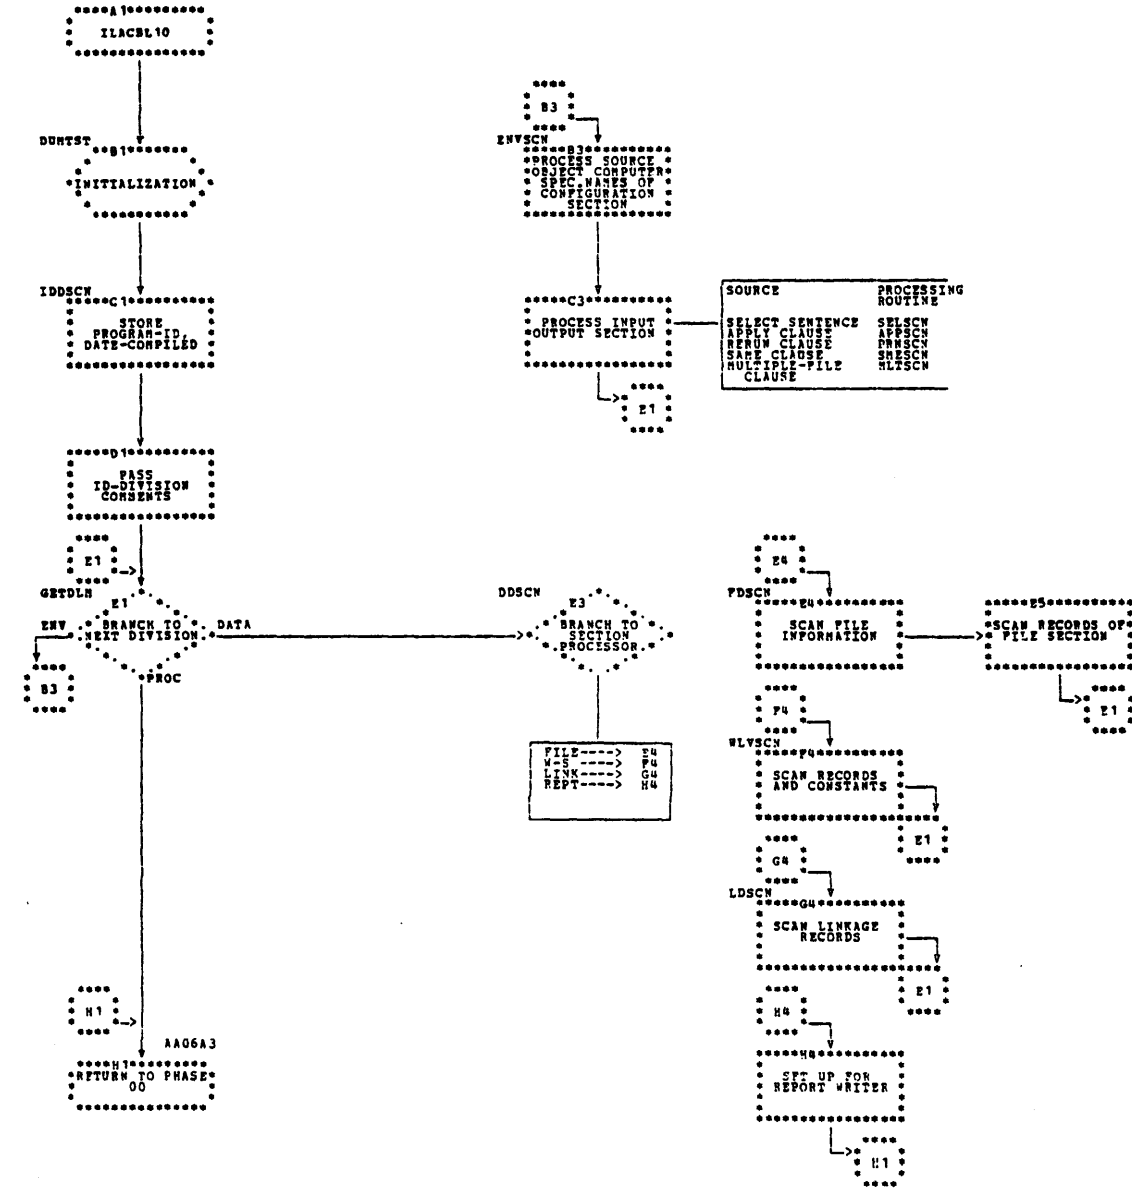 A1
ILACBL10
DUMTST
B1
INITIALIZATION
IDDSCN
C1
STORE
PROGRAM-ID,
DATE-COMPILED
D1
PASS
ID-DIVISION
COMMENTS
E1
GETDLM
E1
BRANCH TO
NEXT DIVISION
ENV
DATA
PROC
B3
H1
AA06A3
H1
RETURN TO PHASE
00
B3
ENVSCN
B3
PROCESS SOURCE
OBJECT COMPUTER
SPEC.NAMES OF
CONFIGURATION
SECTION
C3
PROCESS INPUT
OUTPUT SECTION
E1
SOURCE PROCESSING
ROUTINE
SELECT SENTENCE SELSCN
APPLY CLAUSE APPSCN
RERUN CLAUSE RRNSCN
SAME CLAUSE SMESCN
MULTIPLE-FILE MLTSCN
CLAUSE
DDSCN
E3
BRANCH TO
SECTION
PROCESSOR
FILE----> E4
W-S ----> F4
LINK----> G4
REPT----> H4
E4
FDSCN
E4
SCAN FILE
INFORMATION
E5
SCAN RECORDS OF
FILE SECTION
E1
F4
WLVSCN
F4
SCAN RECORDS
AND CONSTANTS
E1
G4
LDSCN
G4
SCAN LINKAGE
RECORDS
E1
H4
H4
SET UP FOR
REPORT WRITER
H1